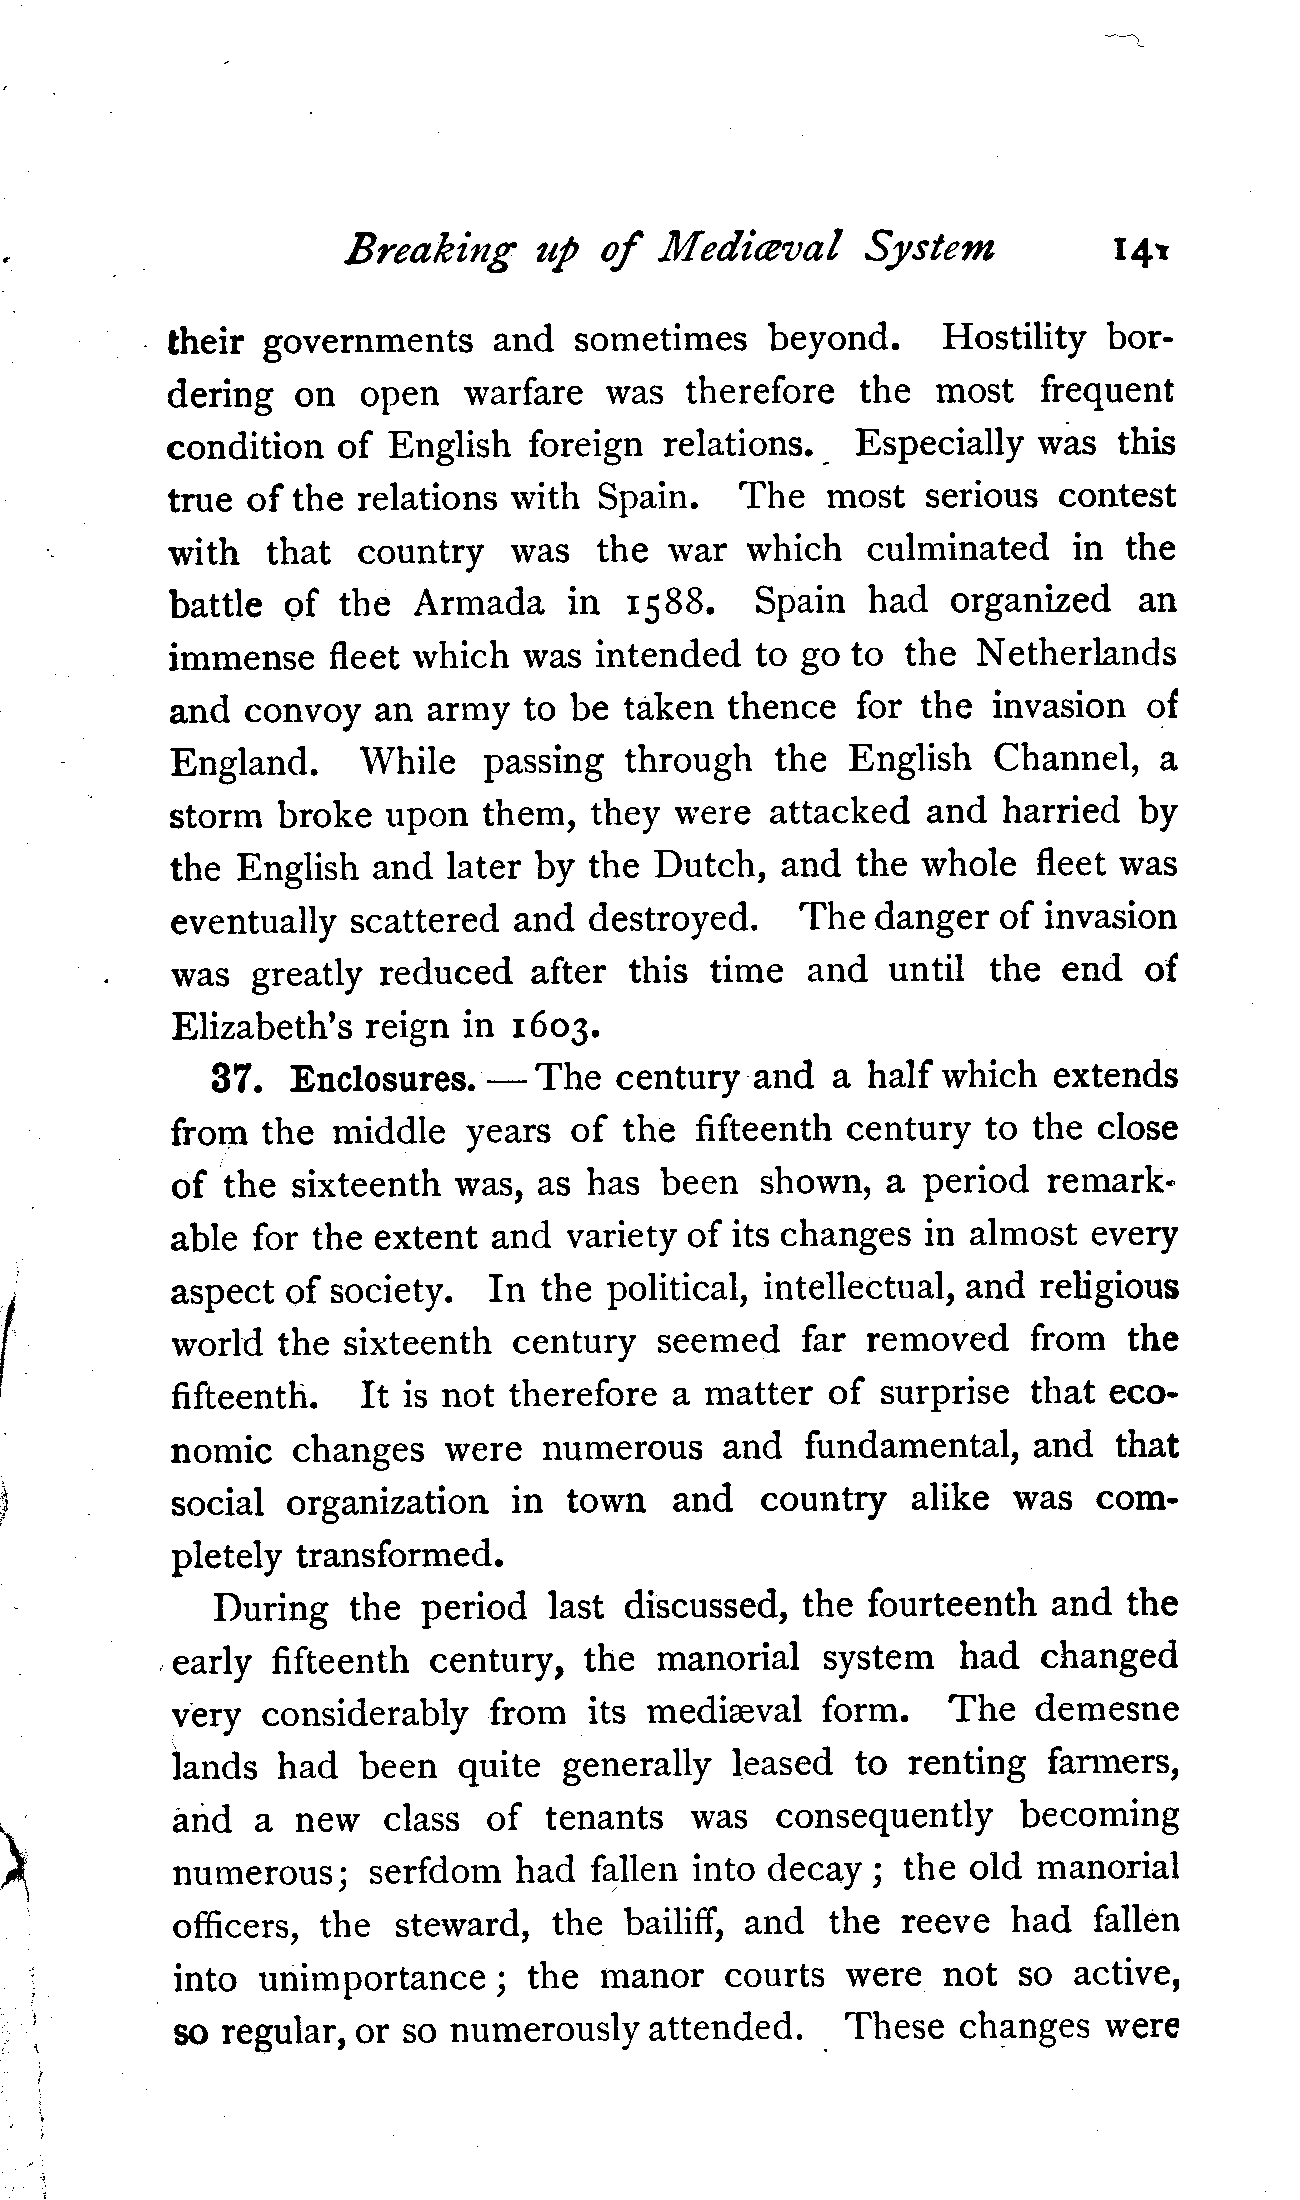 Breaking up of Mediæval System 141
their governments and sometimes beyond. Hostility bor-
dering on open warfare was therefore the most frequent
condition of English foreign relations. Especially was this
true of the relations with Spain. The most serious contest
with that country was the war which culminated in the
battle of the Armada in 1588. Spain had organized an
immense fleet which was intended to go to the Netherlands
and convoy an army to be taken thence for the invasion of
England. While passing through the English Channel, a
storm broke upon them, they were attacked and harried by
the English and later by the Dutch, and the whole fleet was
eventually scattered and destroyed. The danger of invasion
was greatly reduced after this time and until the end of
Elizabeth's reign in 1603.
37. Enclosures. — The century and a half which extends
from the middle years of the fifteenth century to the close
of the sixteenth was, as has been shown, a period remark-
able for the extent and variety of its changes in almost every
aspect of society. In the political, intellectual, and religious
world the sixteenth century seemed far removed from the
fifteenth. It is not therefore a matter of surprise that eco-
nomic changes were numerous and fundamental, and that
social organization in town and country alike was com-
pletely transformed.
During the period last discussed, the fourteenth and the
early fifteenth century, the manorial system had changed
very considerably from its mediæval form. The demesne
lands had been quite generally leased to renting farmers,
and a new class of tenants was consequently becoming
numerous; serfdom had fallen into decay; the old manorial
officers, the steward, the bailiff, and the reeve had fallen
into unimportance; the manor courts were not so active,
so regular, or so numerously attended. These changes were